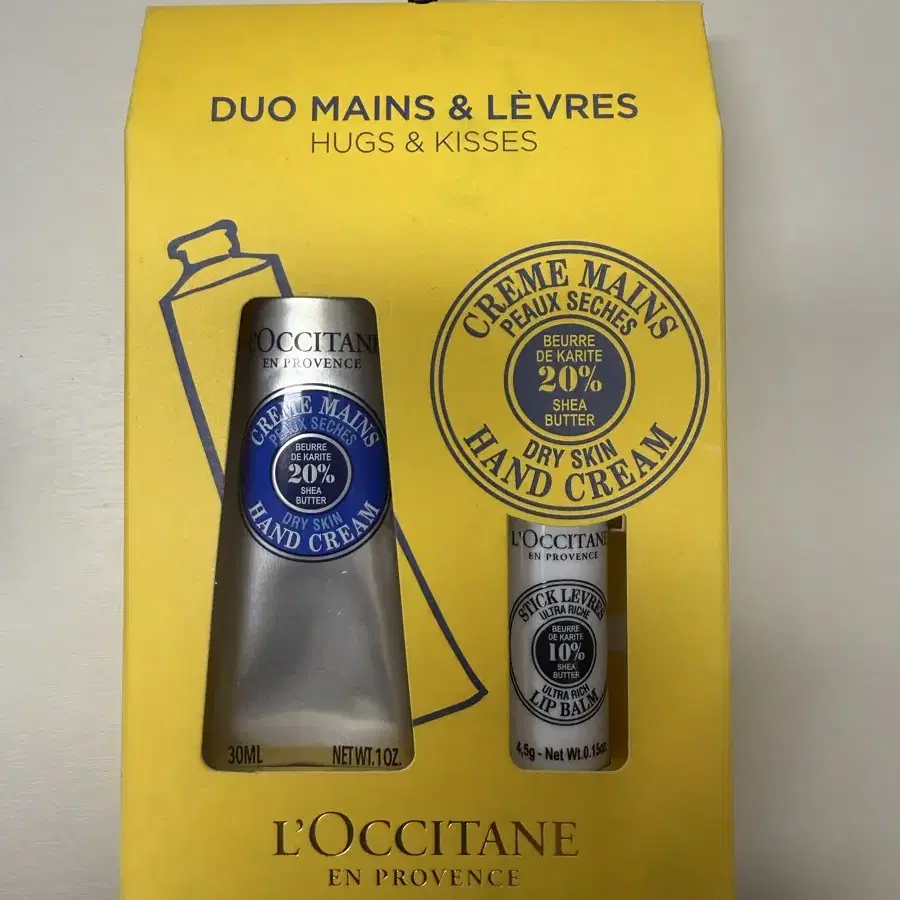 DUO MAINS & LÈVRES
HUGS & KISSES
CREME MAINS
PEAUX SECHES
BEURRE
DE KARITE
20%
SHEA
BUTTER
DRY SKIN
HAND CREAM
L'OCCITANE
EN PROVENCE
CREME MAINS
PEAUX SECHES
BEURRE
DE KARITE
20%
SHEA
BUTTER
DRY SKIN
HAND CREAM
30ML NET WT. 1 OZ.
L'OCCITANE
EN PROVENCE
STICK LEVRES
ULTRA RICHE
BEURRE
DE KARITE
10%
SHEA
BUTTER
ULTRA RICH
LIP BALM
4,5g - Net Wt.0.15oz.
L'OCCITANE
EN PROVENCE